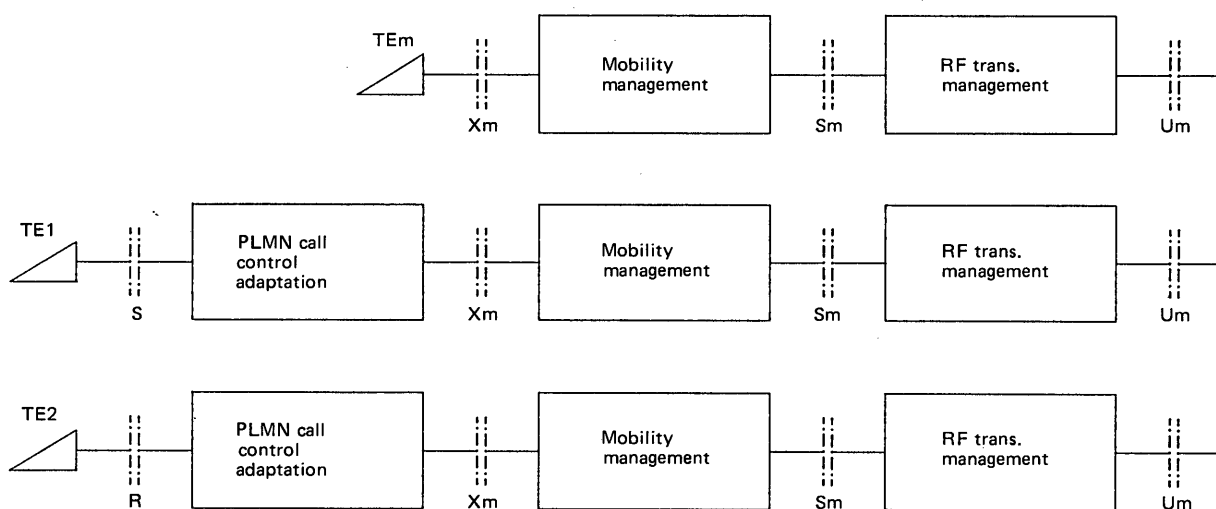 TEm
Mobility
management
RF trans.
management
Xm
Sm
Um
TE1
PLMN call
control
adaptation
Mobility
management
RF trans.
management
S
Xm
Sm
Um
TE2
PLMN call
control
adaptation
Mobility
management
RF trans.
management
R
Xm
Sm
Um